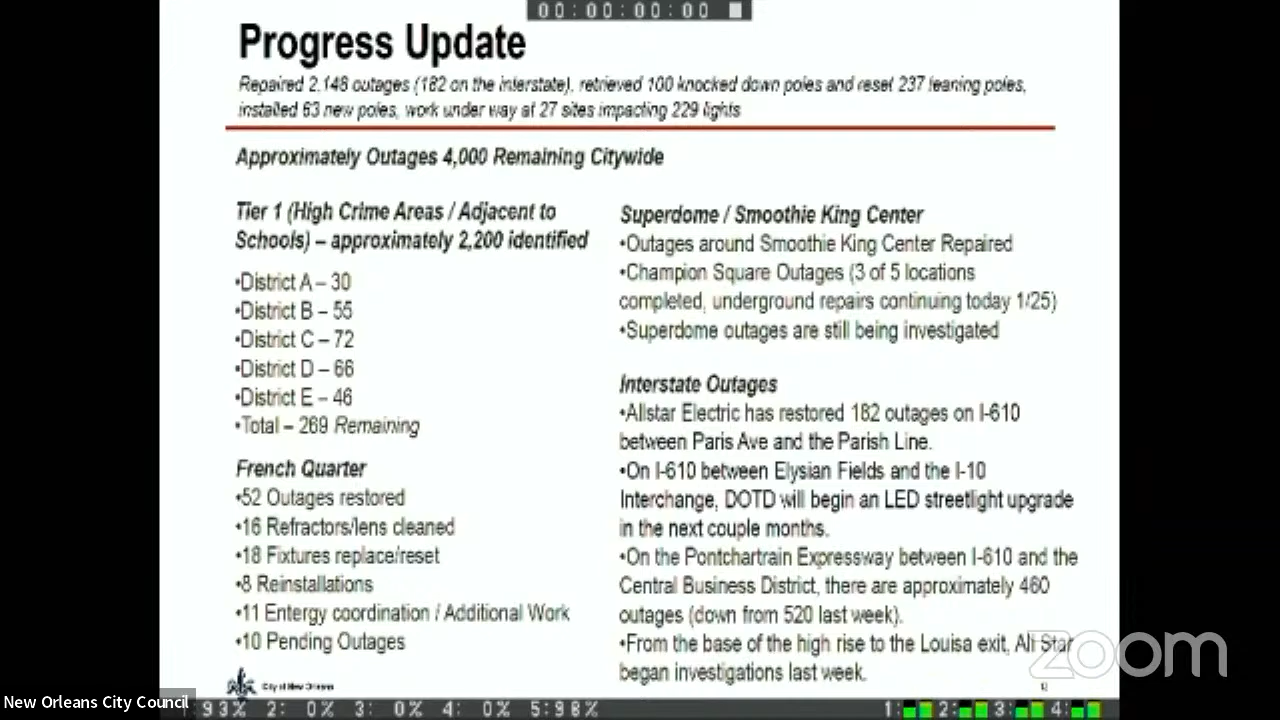 00:00:00:00
Progress Update
Repaired 2,148 outages (182 on the interstate), retrieved 100 knocked down poles and reset 237 leaning poles,
installed 63 new poles, work under way at 27 sites impacting 229 lights
Approximately Outages 4,000 Remaining Citywide
Tier 1 (High Crime Areas / Adjacent to
Schools) – approximately 2,200 identified
•District A – 30
•District B – 55
•District C – 72
•District D – 66
•District E – 46
•Total – 269 Remaining
French Quarter
•52 Outages restored
•16 Refractors/lens cleaned
•18 Fixtures replace/reset
•8 Reinstallations
•11 Entergy coordination / Additional Work
•10 Pending Outages
Superdome / Smoothie King Center
•Outages around Smoothie King Center Repaired
•Champion Square Outages (3 of 5 locations
completed, underground repairs continuing today 1/25)
•Superdome outages are still being investigated
Interstate Outages
•Allstar Electric has restored 182 outages on I-610
between Paris Ave and the Parish Line.
•On I-610 between Elysian Fields and the I-10
Interchange, DOTD will begin an LED streetlight upgrade
in the next couple months.
•On the Pontchartrain Expressway between I-610 and the
Central Business District, there are approximately 460
outages (down from 520 last week).
•From the base of the high rise to the Louisa exit, All Star
began investigations last week.
zoom
City of New Orleans
New Orleans City Council
1:93% 2: 0% 3: 0% 4: 0% 5:98%
1: 2: 3: 4: